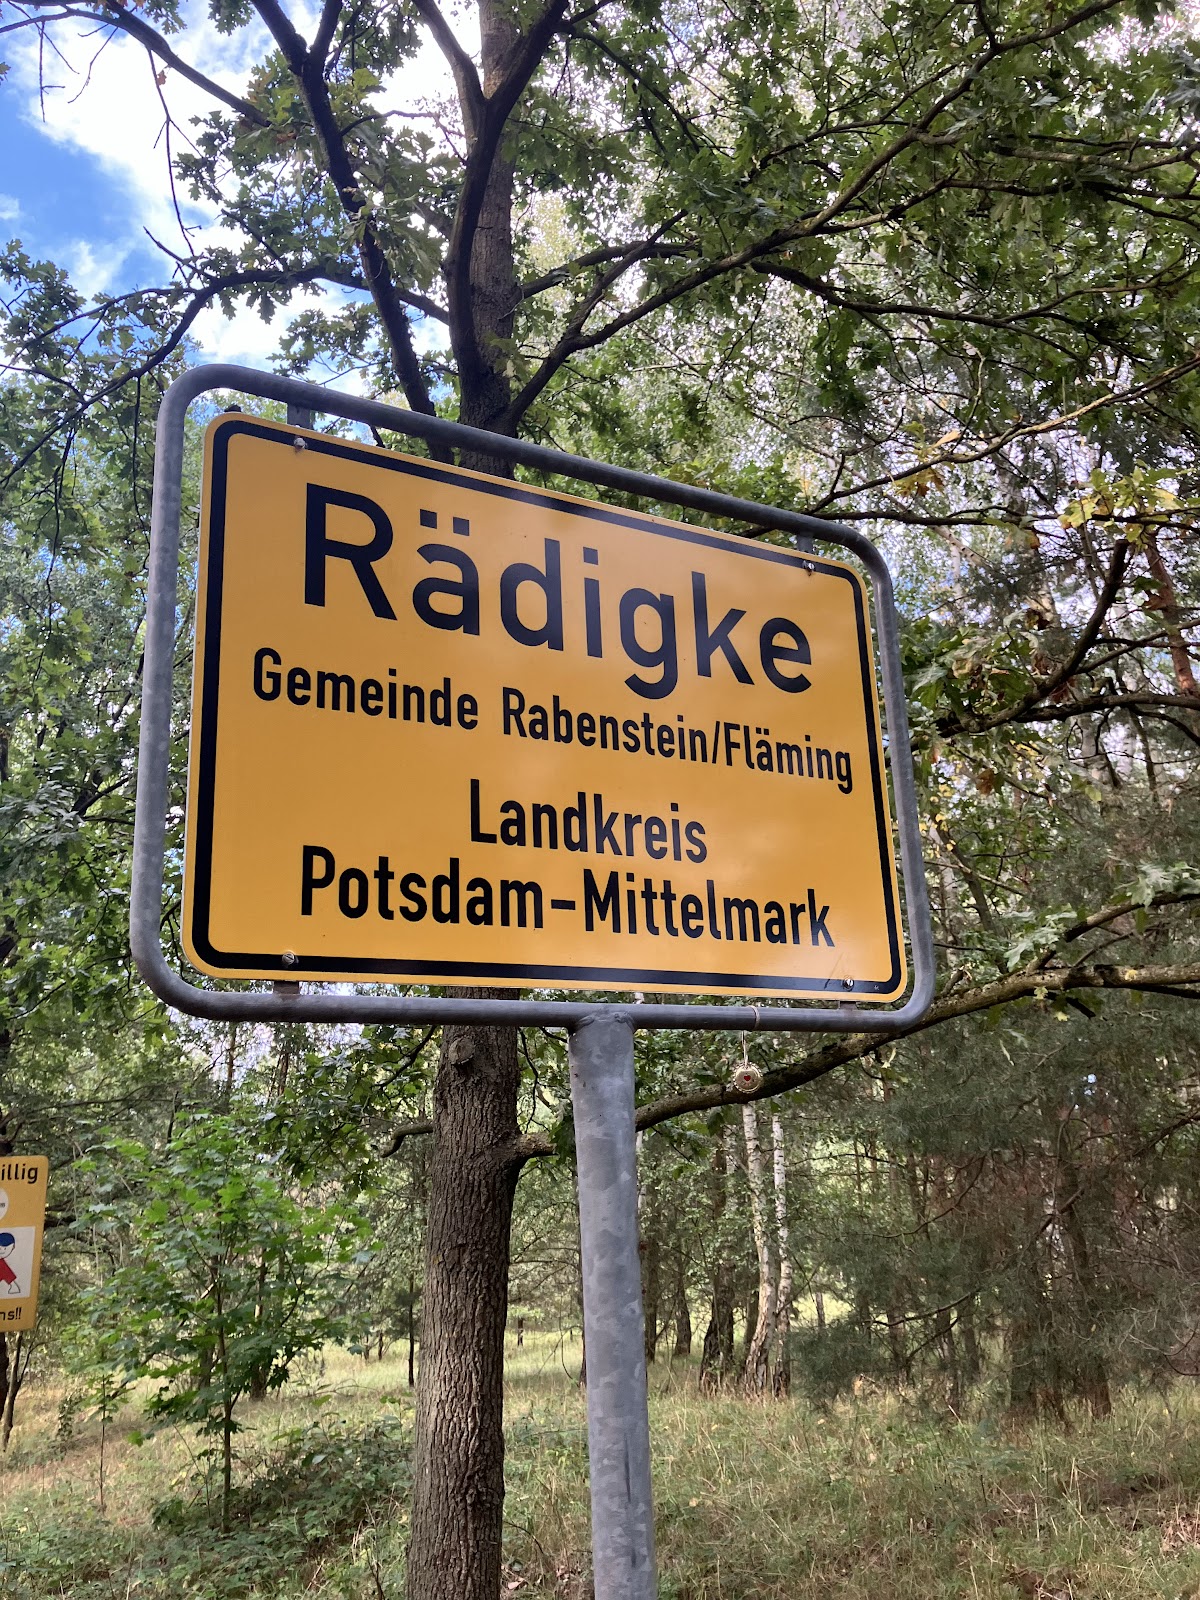 Rädigke
Gemeinde Rabenstein/Fläming
Landkreis
Potsdam-Mittelmark